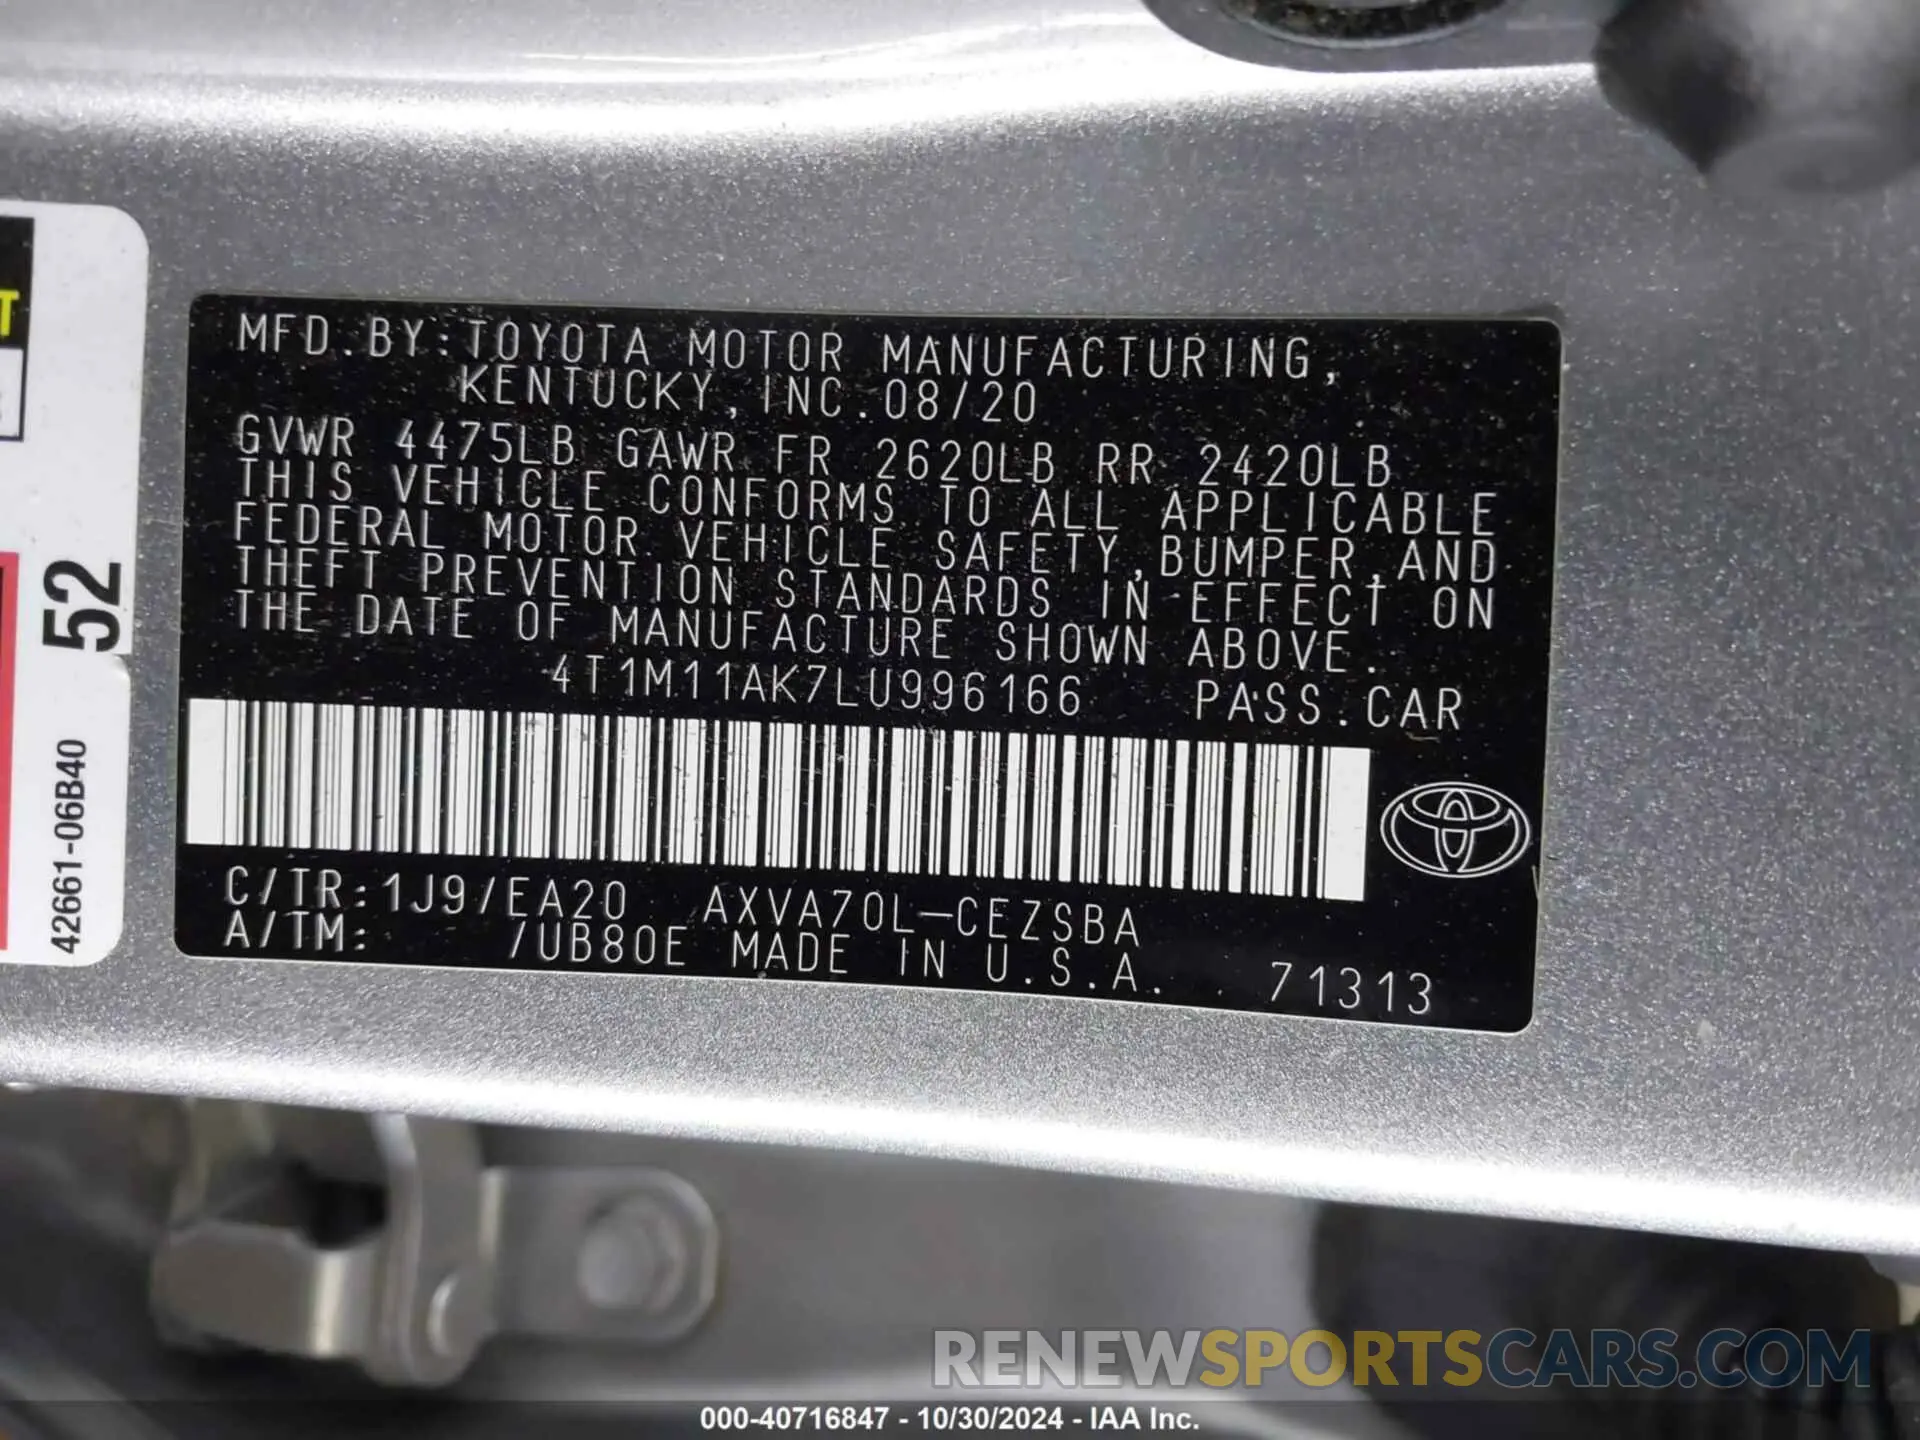 MFD.BY:TOYOTA MOTOR MANUFACTURING,
KENTUCKY, INC.08/20
GVWR 4475LB GAWR FR 2620LB RR 2420LB
THIS VEHICLE CONFORMS TO ALL APPLICABLE
FEDERAL MOTOR VEHICLE SAFETY,BUMPER,AND
THEFT PREVENTION STANDARDS IN EFFECT ON
THE DATE OF MANUFACTURE SHOWN ABOVE.
4T1M11AK7LU996166 PASS.CAR
C/TR:1J9/EA20 AXVA70L-CEZSBA
A/TM: /UB80E MADE IN U.S.A. 71313
T
52
42661-06B40
RENEWSPORTSCARS.COM
000-40716847 - 10/30/2024 - IAA Inc.